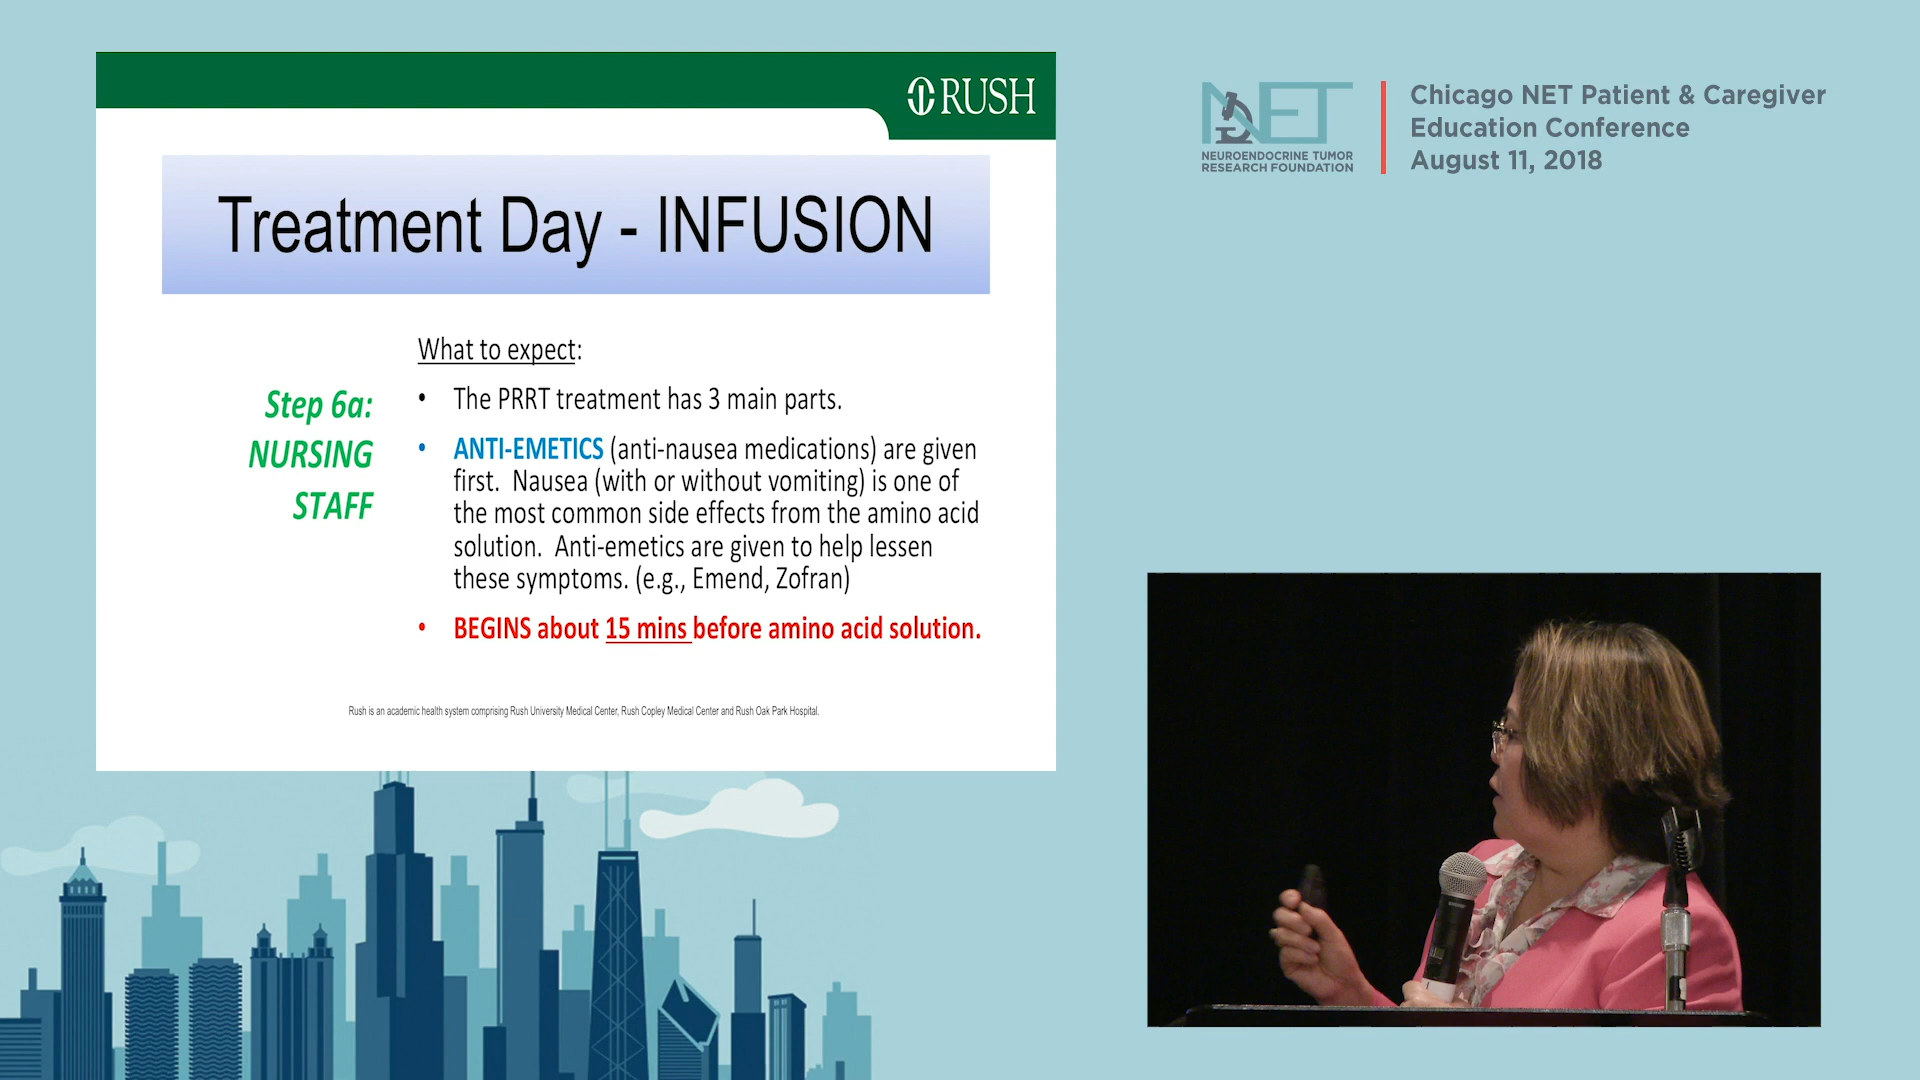 RUSH
Treatment Day - INFUSION
What to expect:
Step 6a:
NURSING
STAFF
• The PRRT treatment has 3 main parts.
• ANTI-EMETICS (anti-nausea medications) are given
first. Nausea (with or without vomiting) is one of
the most common side effects from the amino acid
solution. Anti-emetics are given to help lessen
these symptoms. (e.g., Emend, Zofran)
• BEGINS about 15 mins before amino acid solution.
Rush is an academic health system comprising Rush University Medical Center, Rush Copley Medical Center and Rush Oak Park Hospital.
NET
NEUROENDOCRINE TUMOR
RESEARCH FOUNDATION
Chicago NET Patient & Caregiver
Education Conference
August 11, 2018